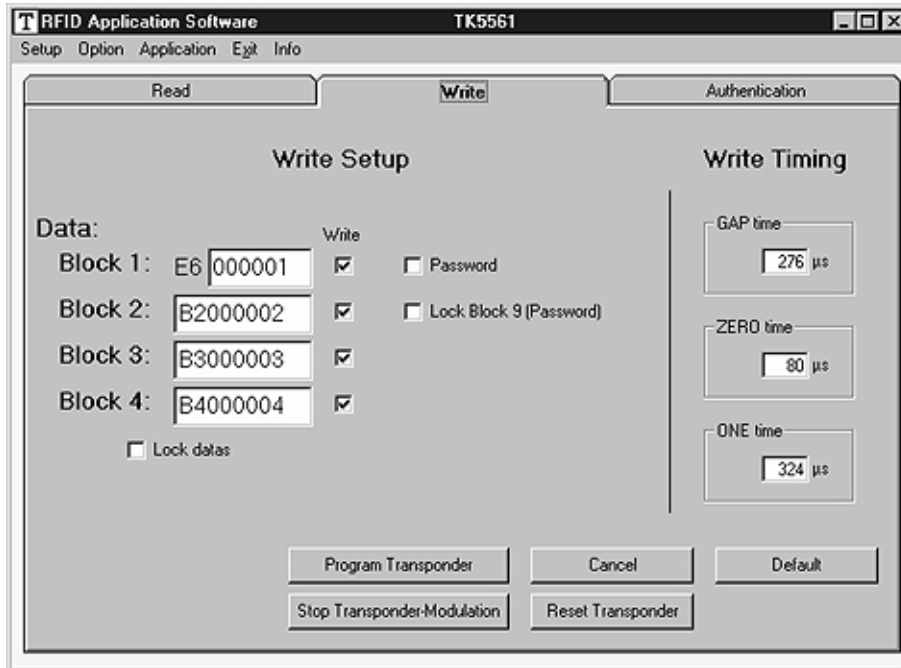 T RFID Application Software TK5561
Setup Option Application Exit Info
Read Write Authentication
Write Setup
Write Timing
Data:
Write
Block 1: E6 000001
Password
Block 2: B2000002
Lock Block 9 (Password)
Block 3: B3000003
Block 4: B4000004
Lock datas
GAP time
276 µs
ZERO time
80 µs
ONE time
324 µs
Program Transponder Cancel Default
Stop Transponder-Modulation Reset Transponder